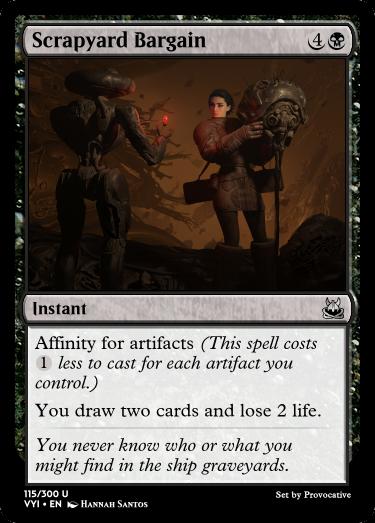 Scrapyard Bargain 4
Instant
Affinity for artifacts (This spell costs
1 less to cast for each artifact you
control.)
You draw two cards and lose 2 life.
You never know who or what you
might find in the ship graveyards.
115/300 U
VYI • EN Hannah Santos
Set by Provocative